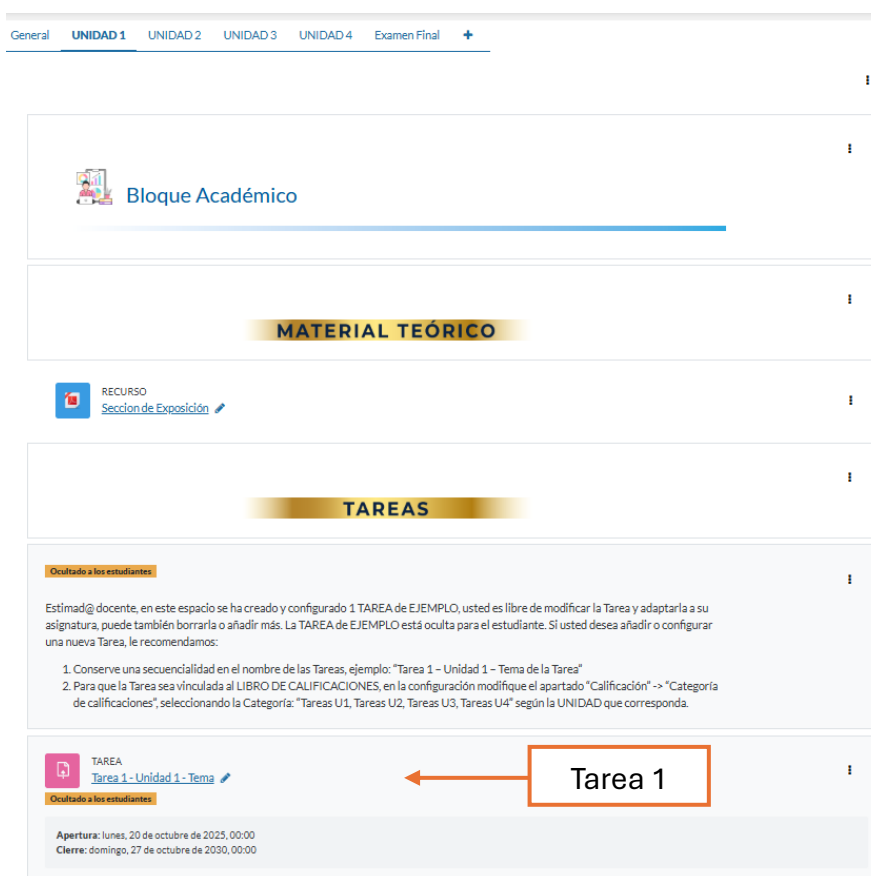 General UNIDAD 1 UNIDAD 2 UNIDAD 3 UNIDAD 4 Examen Final +
Bloque Académico
MATERIAL TEÓRICO
RECURSO
Seccion de Exposición
TAREAS
Ocultado a los estudiantes
Estimad@ docente, en este espacio se ha creado y configurado 1 TAREA de EJEMPLO, usted es libre de modificar la Tarea y adaptarla a su
asignatura, puede también borrarla o añadir más. La TAREA de EJEMPLO está oculta para el estudiante. Si usted desea añadir o configurar
una nueva Tarea, le recomendamos:
1. Conserve una secuencialidad en el nombre de las Tareas, ejemplo: "Tarea 1 – Unidad 1 – Tema de la Tarea"
2. Para que la Tarea sea vinculada al LIBRO DE CALIFICACIONES, en la configuración modifique el apartado "Calificación" -> "Categoría
de calificaciones", seleccionando la Categoría: "Tareas U1, Tareas U2, Tareas U3, Tareas U4" según la UNIDAD que corresponda.
TAREA
Tarea 1 - Unidad 1 - Tema
Tarea 1
Ocultado a los estudiantes
Apertura: lunes, 20 de octubre de 2025, 00:00
Cierre: domingo, 27 de octubre de 2030, 00:00